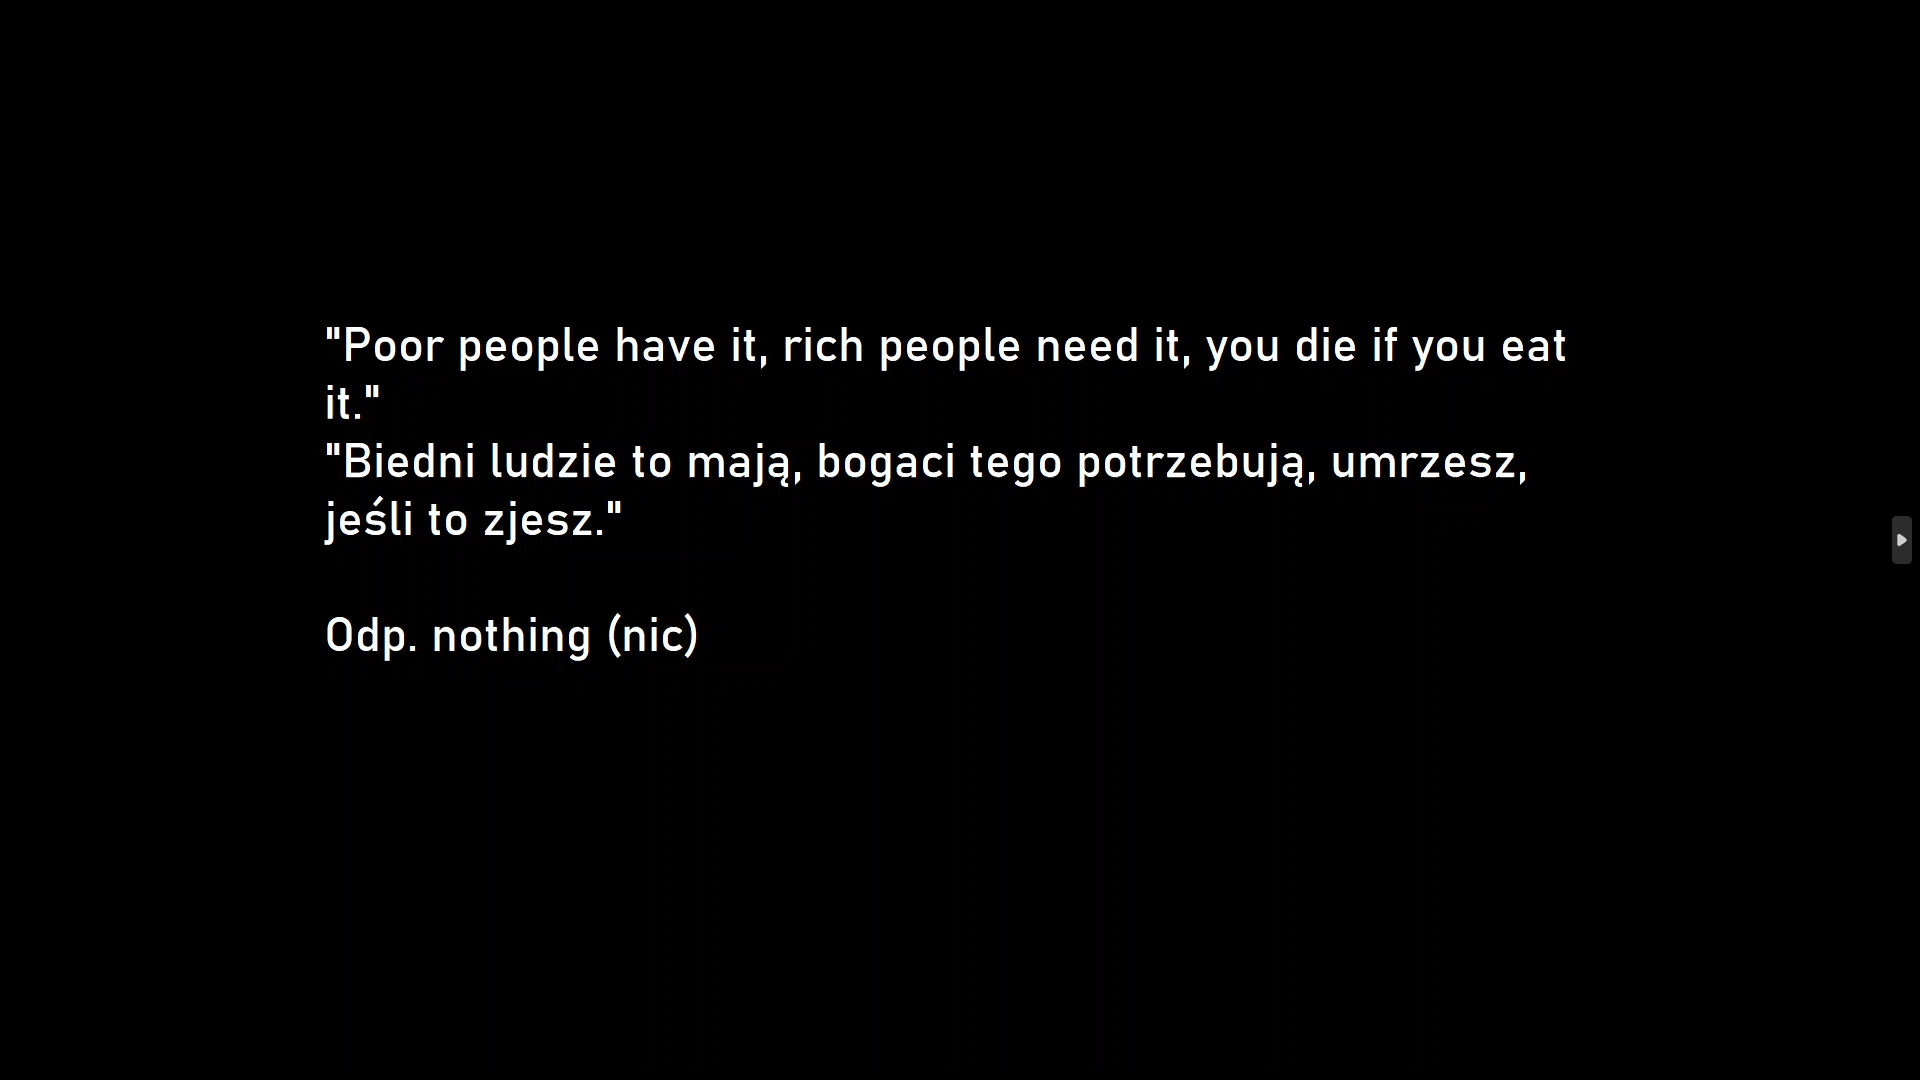 "Poor people have it, rich people need it, you die if you eat
it."
"Biedni ludzie to mają, bogaci tego potrzebują, umrzesz,
jeśli to zjesz."
Odp. nothing (nic)